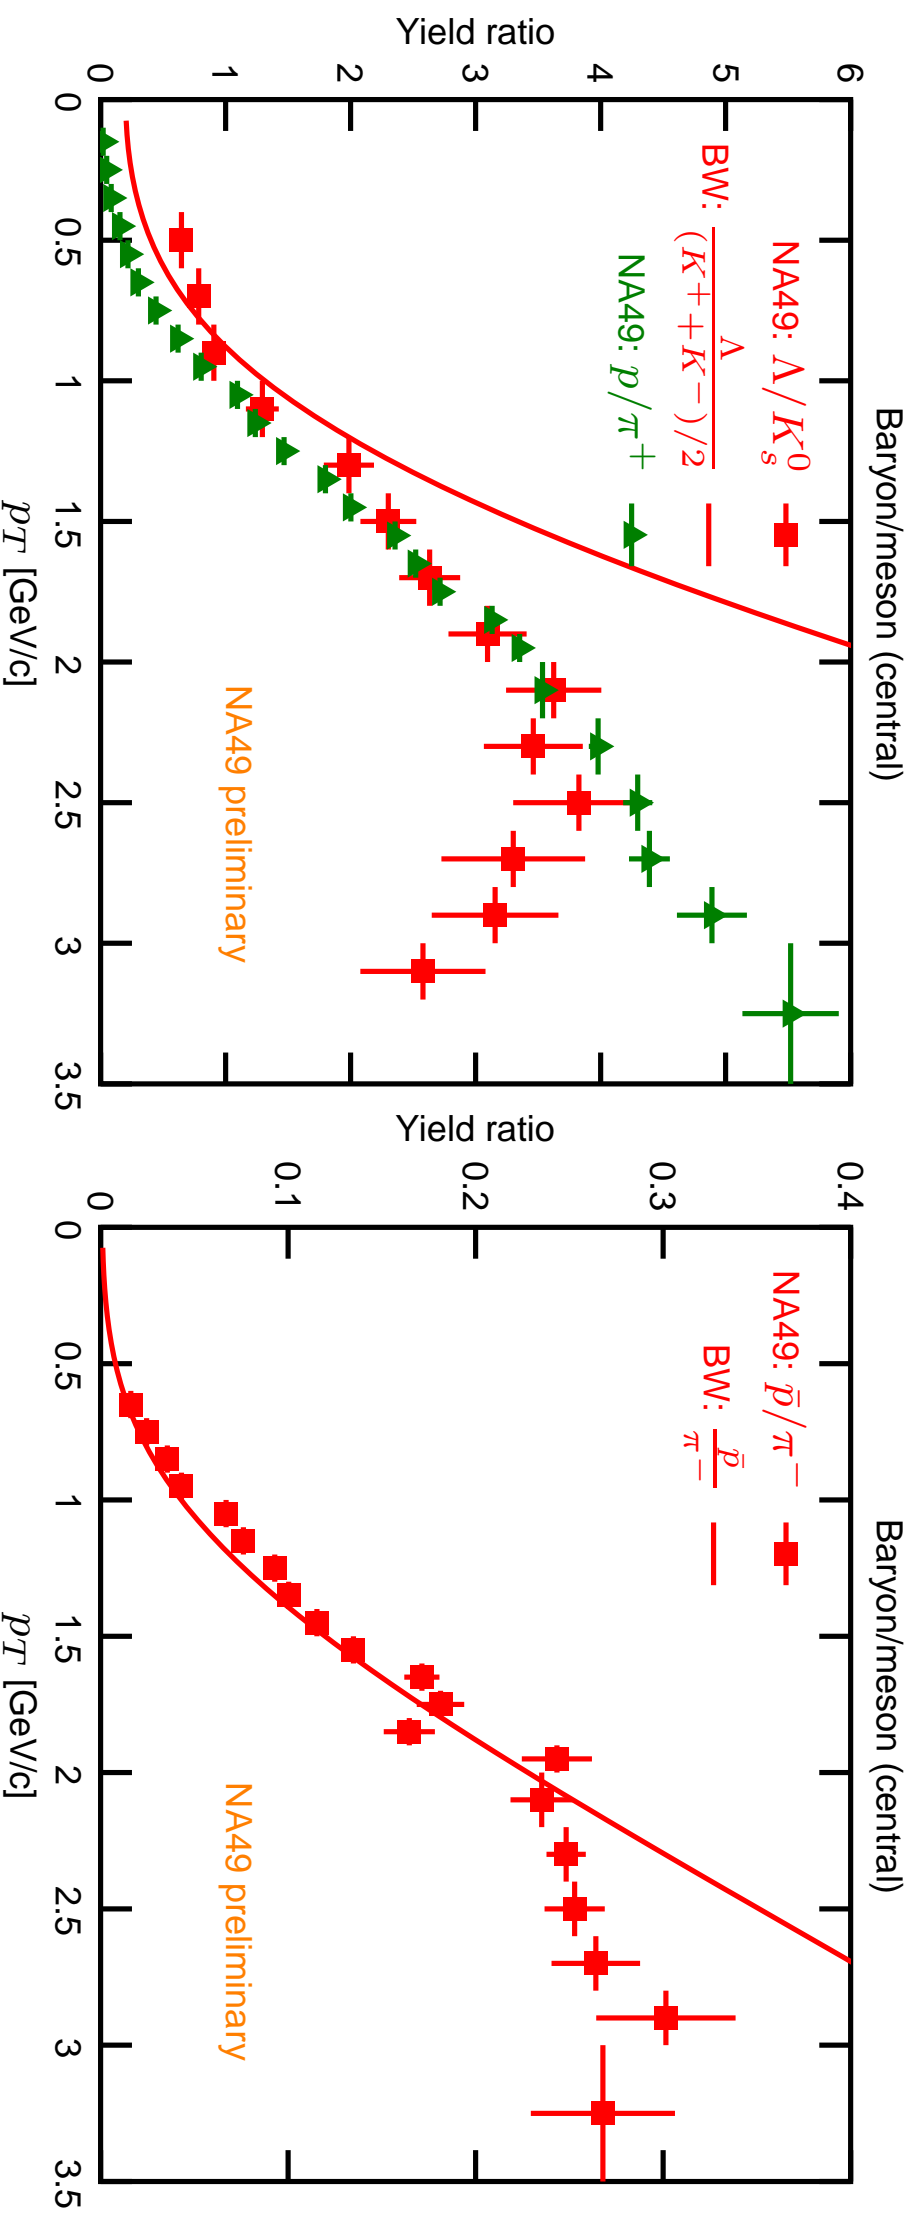 Baryon/meson (central)
Yield ratio
6
5
4
3
2
1
0
NA49: Λ/K⁰ₛ
BW: Λ/((K⁺+K⁻)/2)
NA49: p/π⁺
NA49 preliminary
0 0.5 1 1.5 2 2.5 3 3.5
p_T [GeV/c]
Baryon/meson (central)
Yield ratio
0.4
0.3
0.2
0.1
0
NA49: p̄/π⁻
BW: p̄/π⁻
NA49 preliminary
0 0.5 1 1.5 2 2.5 3 3.5
p_T [GeV/c]